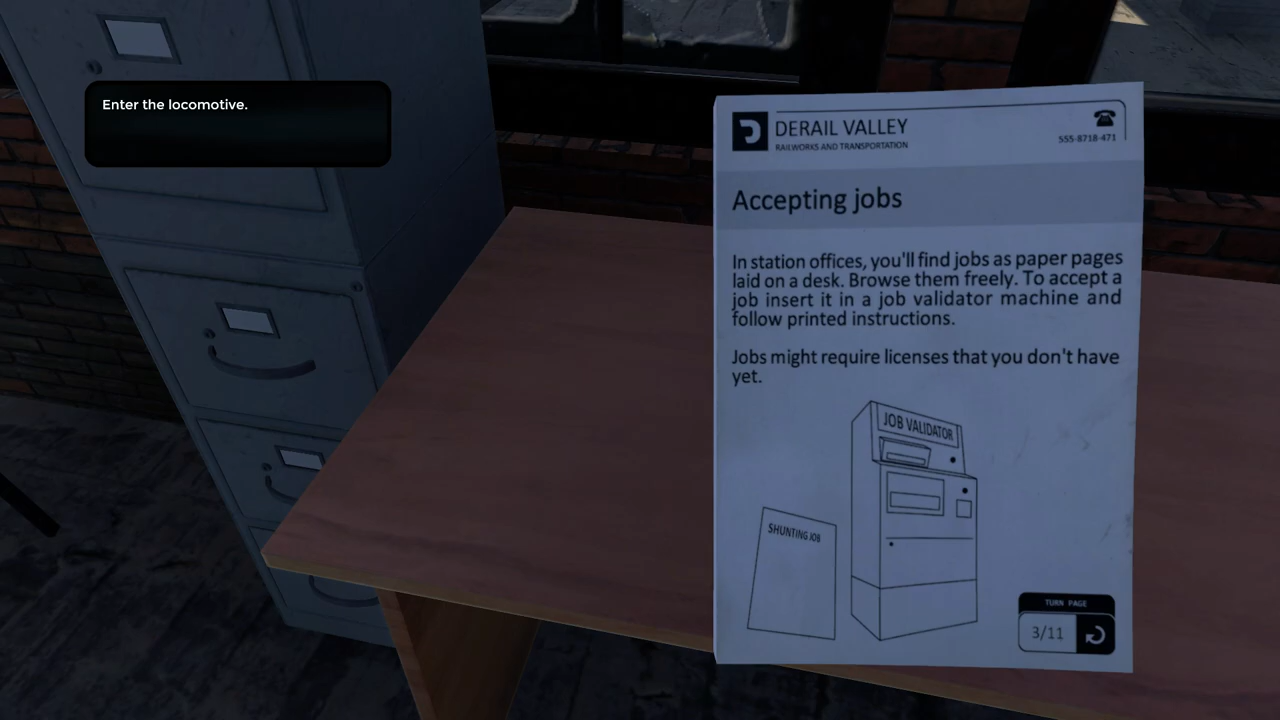 Enter the locomotive.
DERAIL VALLEY
RAILWORKS AND TRANSPORTATION
555-8718-471
Accepting jobs
In station offices, you'll find jobs as paper pages
laid on a desk. Browse them freely. To accept a
job insert it in a job validator machine and
follow printed instructions.
Jobs might require licenses that you don't have
yet.
JOB VALIDATOR
SHUNTING JOB
TURN PAGE
3/11